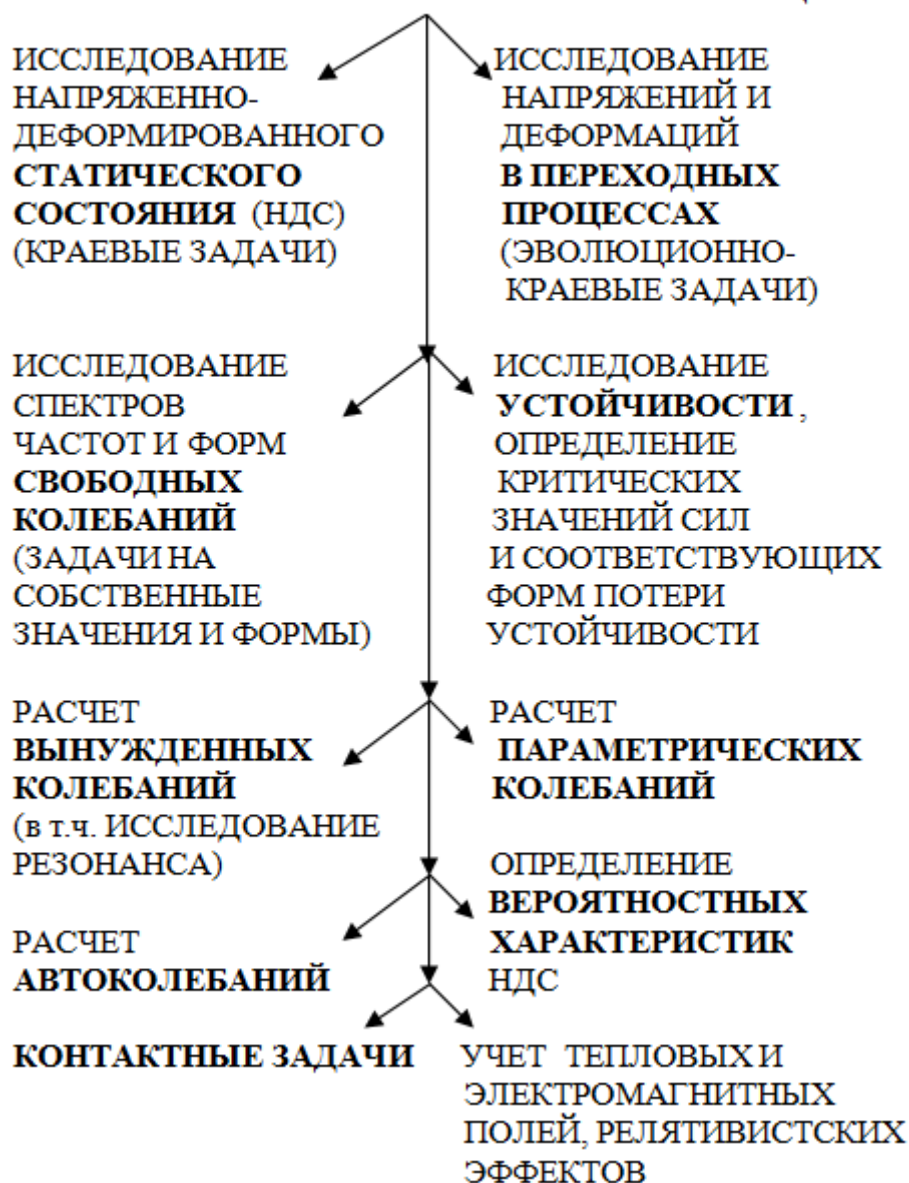 ИССЛЕДОВАНИЕ
НАПРЯЖЕННО-
ДЕФОРМИРОВАННОГО
СТАТИЧЕСКОГО
СОСТОЯНИЯ (НДС)
(КРАЕВЫЕ ЗАДАЧИ)
ИССЛЕДОВАНИЕ
НАПРЯЖЕНИЙ И
ДЕФОРМАЦИЙ
В ПЕРЕХОДНЫХ
ПРОЦЕССАХ
(ЭВОЛЮЦИОННО-
КРАЕВЫЕ ЗАДАЧИ)
ИССЛЕДОВАНИЕ
СПЕКТРОВ
ЧАСТОТ И ФОРМ
СВОБОДНЫХ
КОЛЕБАНИЙ
(ЗАДАЧИ НА
СОБСТВЕННЫЕ
ЗНАЧЕНИЯ И ФОРМЫ)
ИССЛЕДОВАНИЕ
УСТОЙЧИВОСТИ ,
ОПРЕДЕЛЕНИЕ
КРИТИЧЕСКИХ
ЗНАЧЕНИЙ СИЛ
И СООТВЕТСТВУЮЩИХ
ФОРМ ПОТЕРИ
УСТОЙЧИВОСТИ
РАСЧЕТ
ВЫНУЖДЕННЫХ
КОЛЕБАНИЙ
(в т.ч. ИССЛЕДОВАНИЕ
РЕЗОНАНСА)
РАСЧЕТ
ПАРАМЕТРИЧЕСКИХ
КОЛЕБАНИЙ
РАСЧЕТ
АВТОКОЛЕБАНИЙ
ОПРЕДЕЛЕНИЕ
ВЕРОЯТНОСТНЫХ
ХАРАКТЕРИСТИК
НДС
КОНТАКТНЫЕ ЗАДАЧИ
УЧЕТ ТЕПЛОВЫХ И
ЭЛЕКТРОМАГНИТНЫХ
ПОЛЕЙ, РЕЛЯТИВИСТСКИХ
ЭФФЕКТОВ